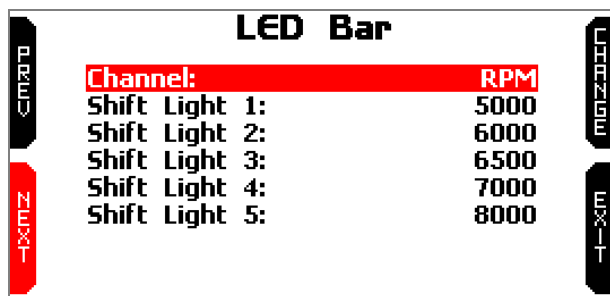 LED Bar
PREV
CHANGE
Channel: RPM
Shift Light 1: 5000
Shift Light 2: 6000
Shift Light 3: 6500
Shift Light 4: 7000
Shift Light 5: 8000
NEXT
EXIT